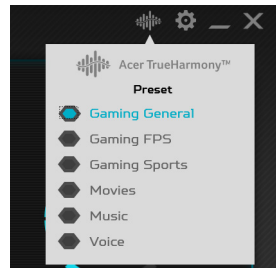 Acer TrueHarmony™
Preset
Gaming General
Gaming FPS
Gaming Sports
Movies
Music
Voice